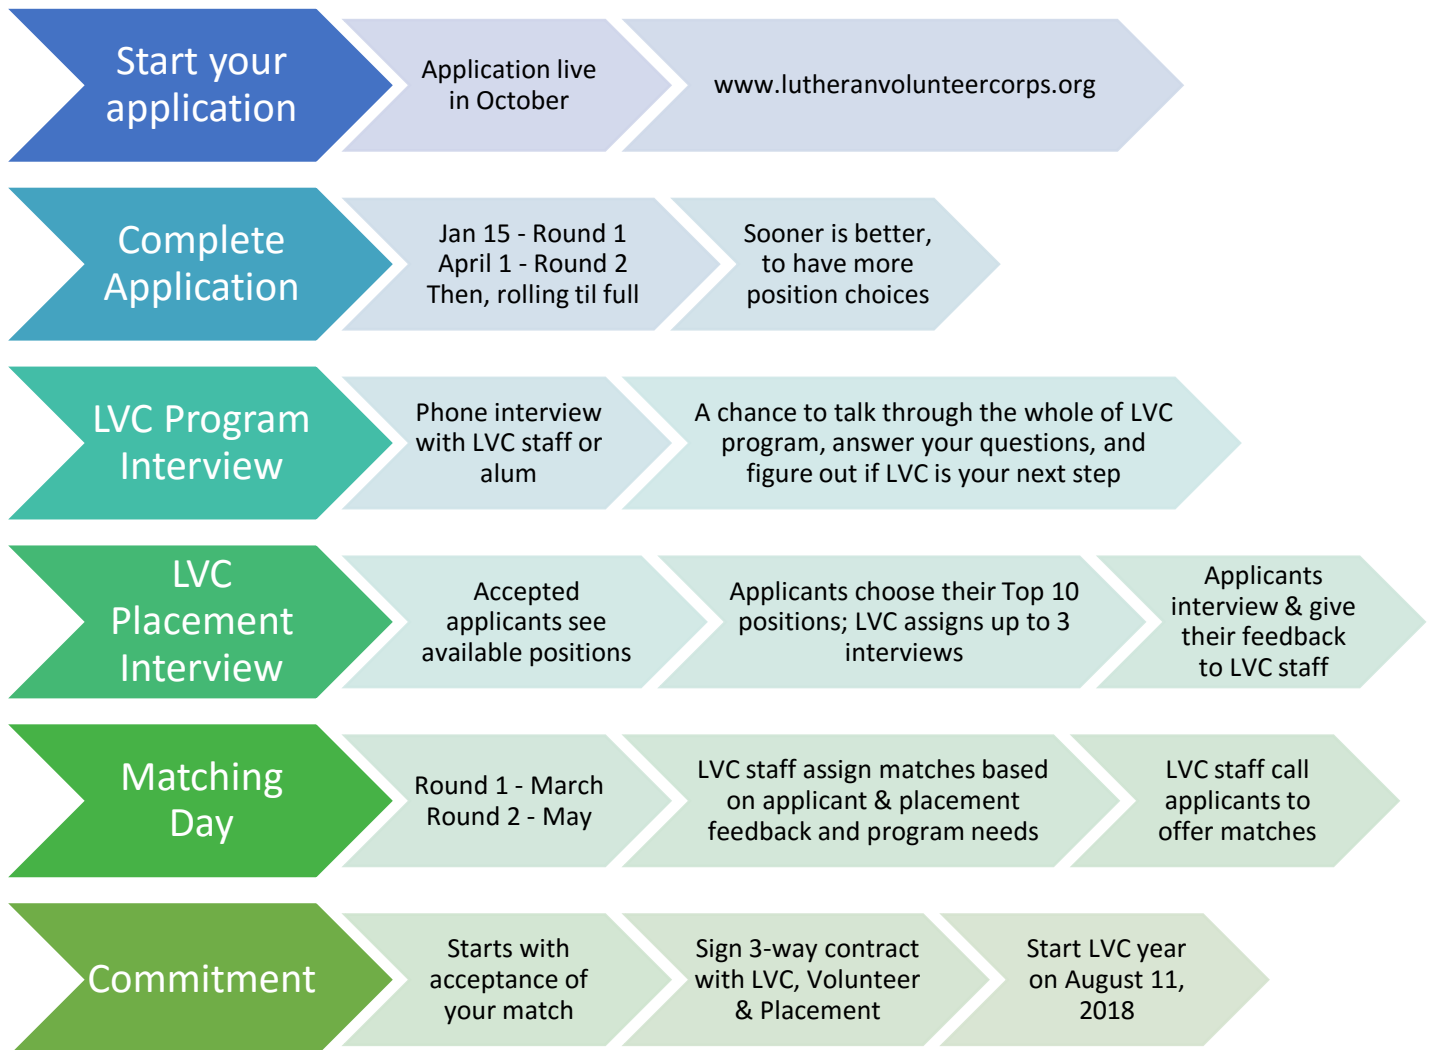 Start your
application
Application live
in October
www.lutheranvolunteercorps.org
Complete
Application
Jan 15 - Round 1
April 1 - Round 2
Then, rolling til full
Sooner is better,
to have more
position choices
LVC Program
Interview
Phone interview
with LVC staff or
alum
A chance to talk through the whole of LVC
program, answer your questions, and
figure out if LVC is your next step
LVC
Placement
Interview
Accepted
applicants see
available positions
Applicants choose their Top 10
positions; LVC assigns up to 3
interviews
Applicants
interview & give
their feedback
to LVC staff
Matching
Day
Round 1 - March
Round 2 - May
LVC staff assign matches based
on applicant & placement
feedback and program needs
LVC staff call
applicants to
offer matches
Commitment
Starts with
acceptance of
your match
Sign 3-way contract
with LVC, Volunteer
& Placement
Start LVC year
on August 11,
2018